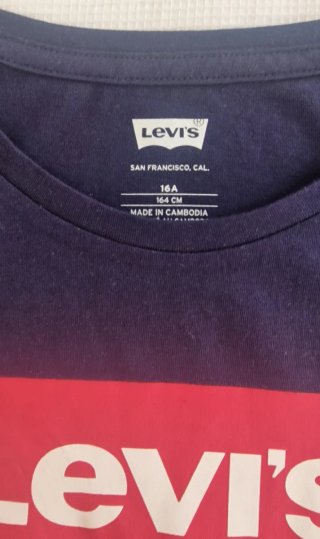 LEVI'S®
SAN FRANCISCO, CAL.
16A
164 CM
MADE IN CAMBODIA
LEVI'S